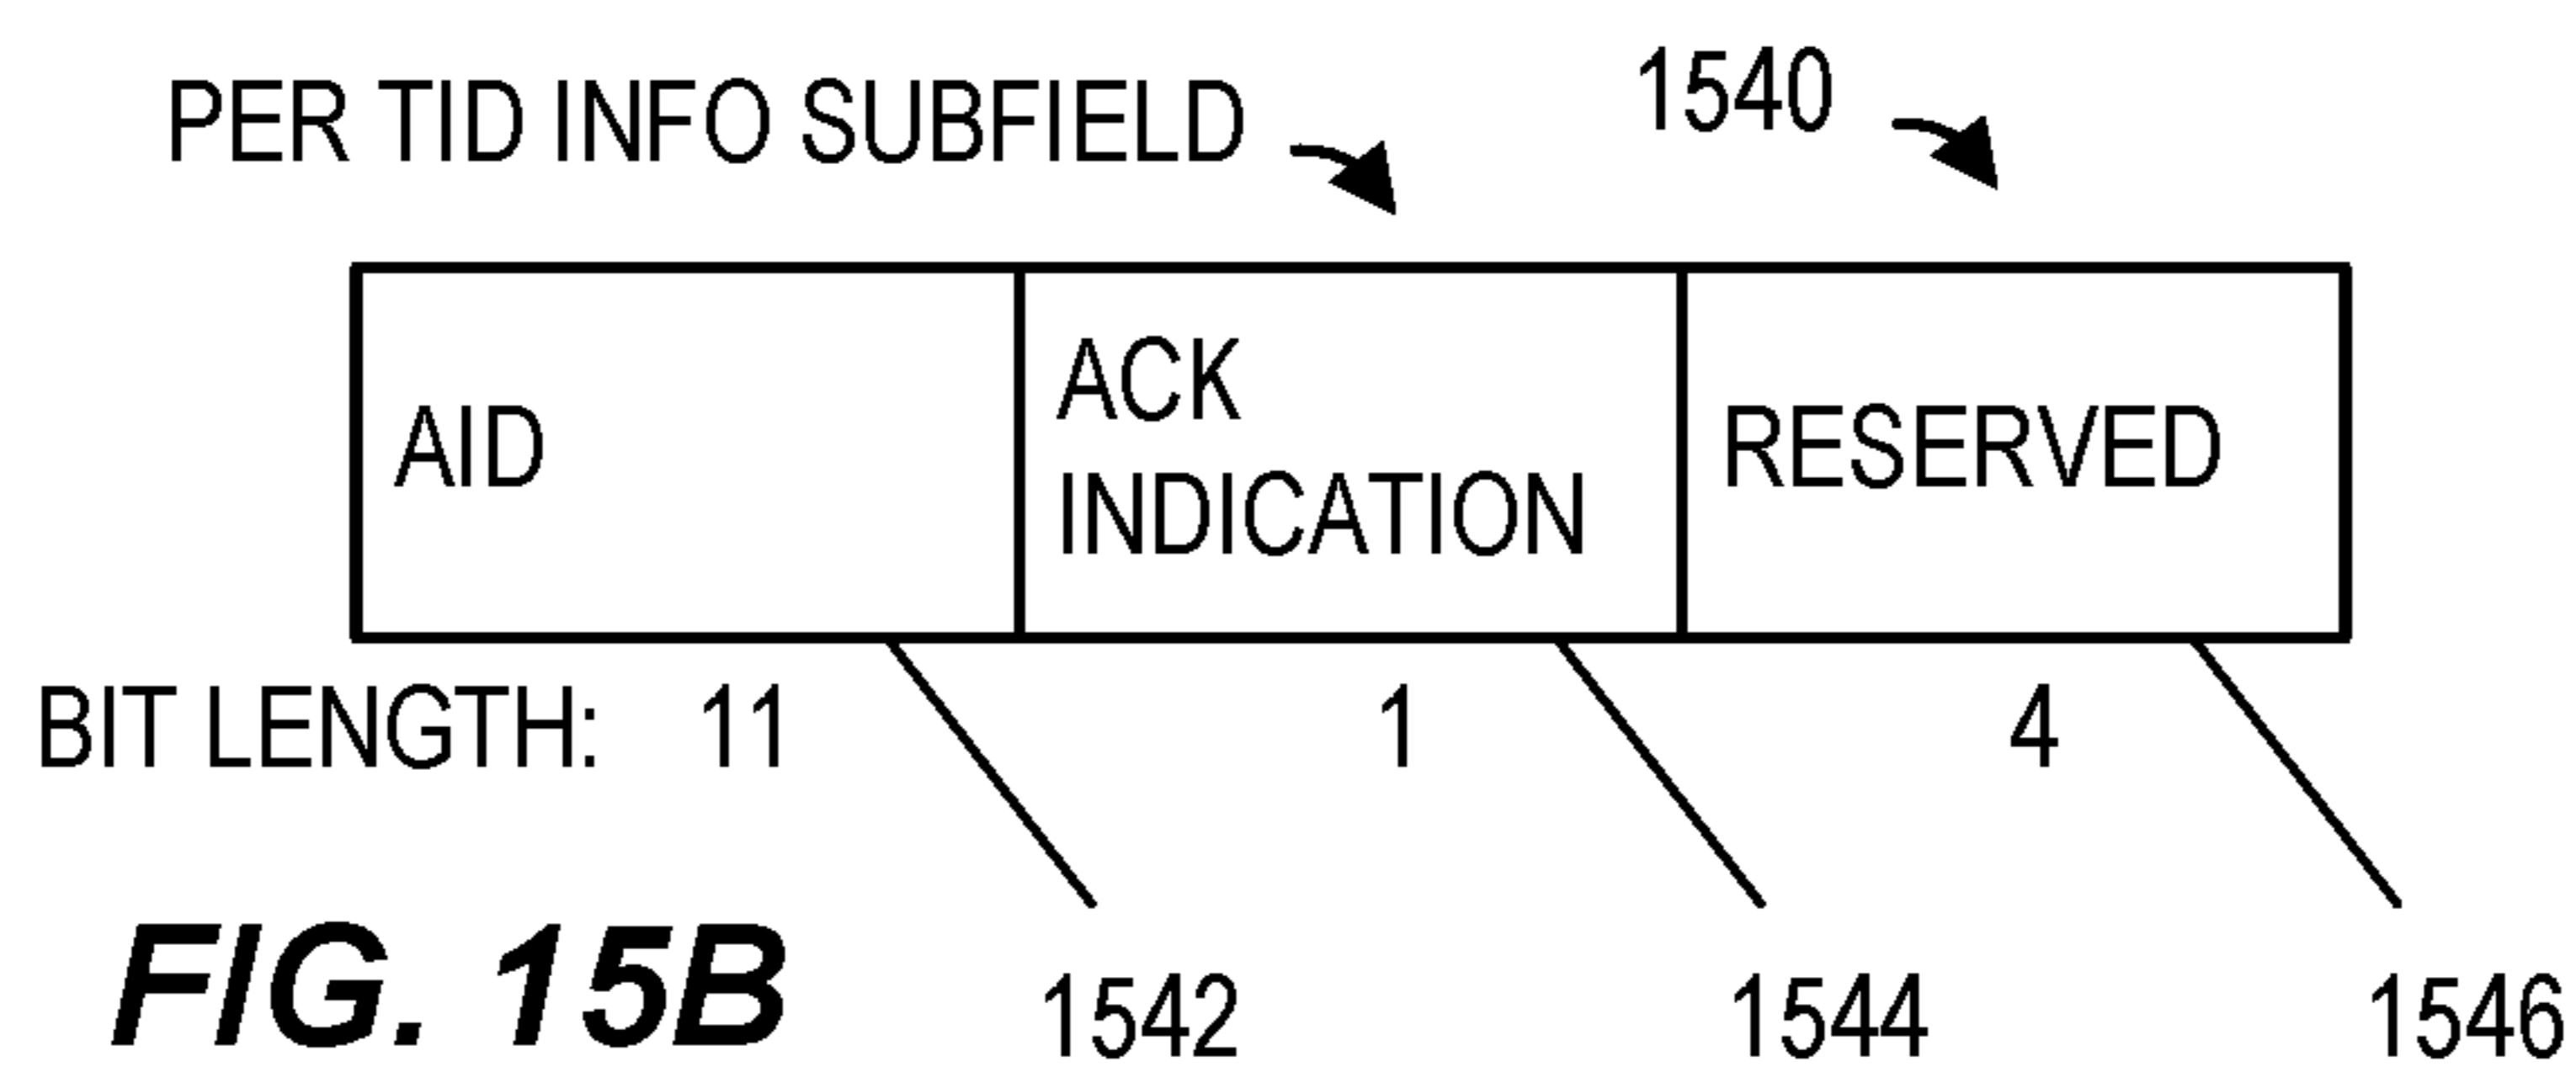 PER TID INFO SUBFIELD
1540
AID
ACK
INDICATION
RESERVED
BIT LENGTH: 11 1 4
FIG. 15B
1542 1544 1546